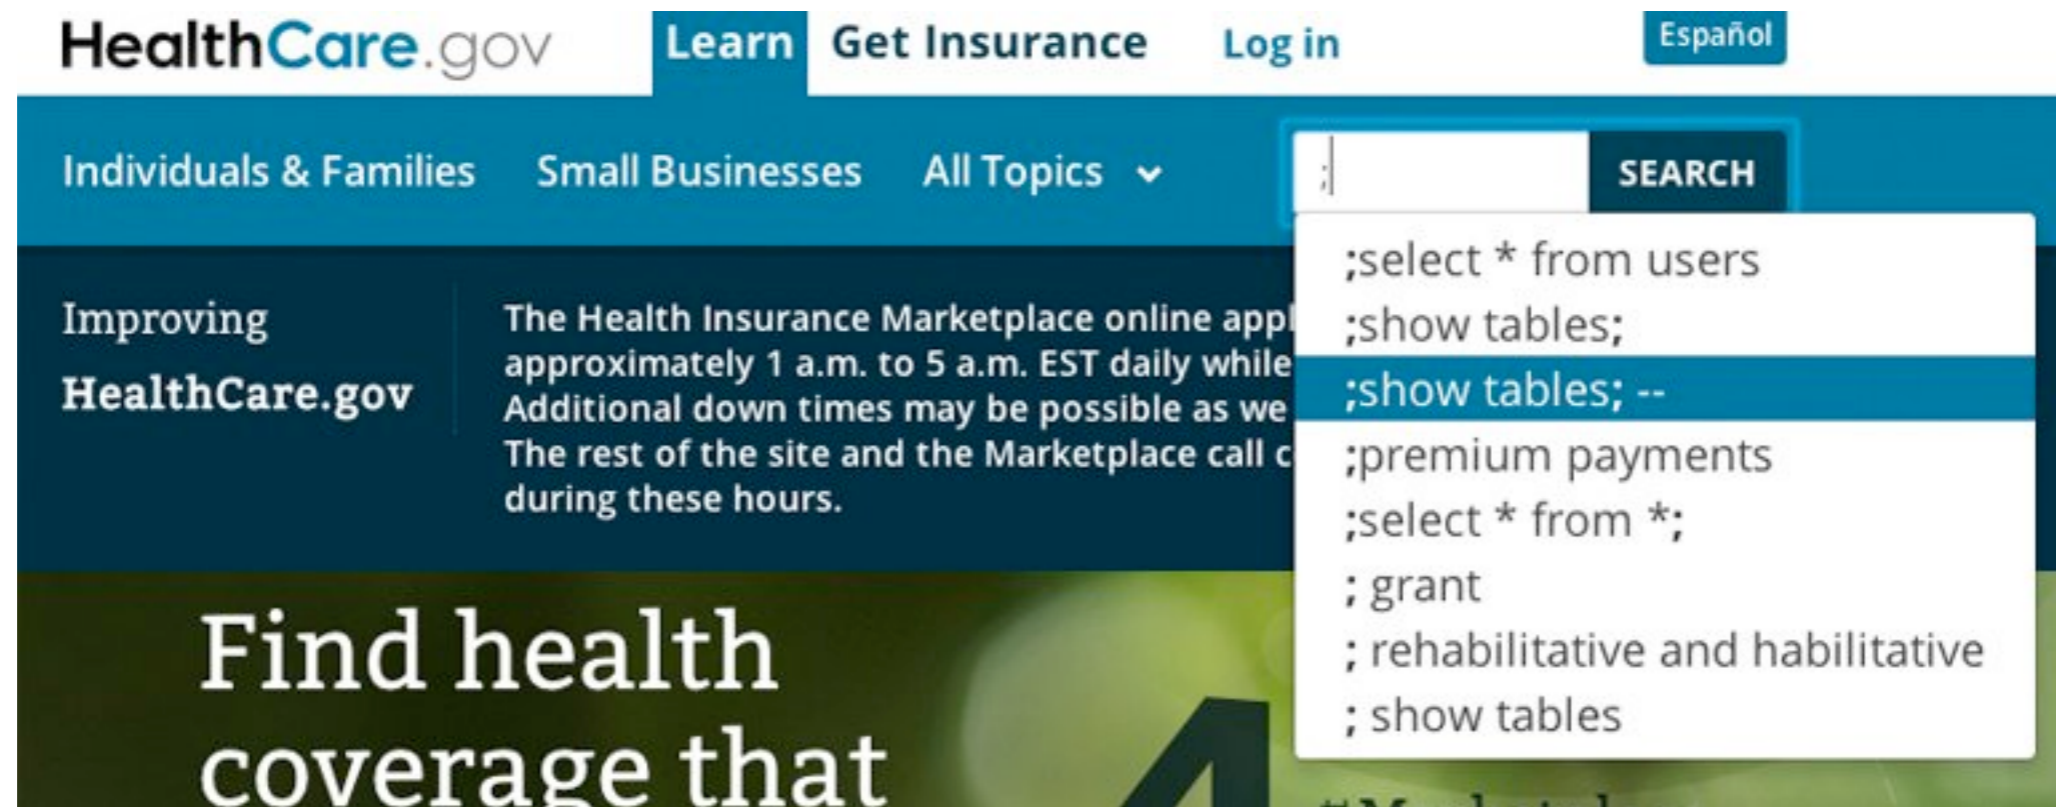 HealthCare.gov
Learn
Get Insurance
Log in
Español
Individuals & Families
Small Businesses
All Topics
;
SEARCH
;select * from users
;show tables;
;show tables; --
;premium payments
;select * from *;
; grant
; rehabilitative and habilitative
; show tables
Improving
HealthCare.gov
The Health Insurance Marketplace online
approximately 1 a.m. to 5 a.m. EST daily while
Additional down times may be possible as we
The rest of the site and the Marketplace call
during these hours.
Find health
coverage that
4